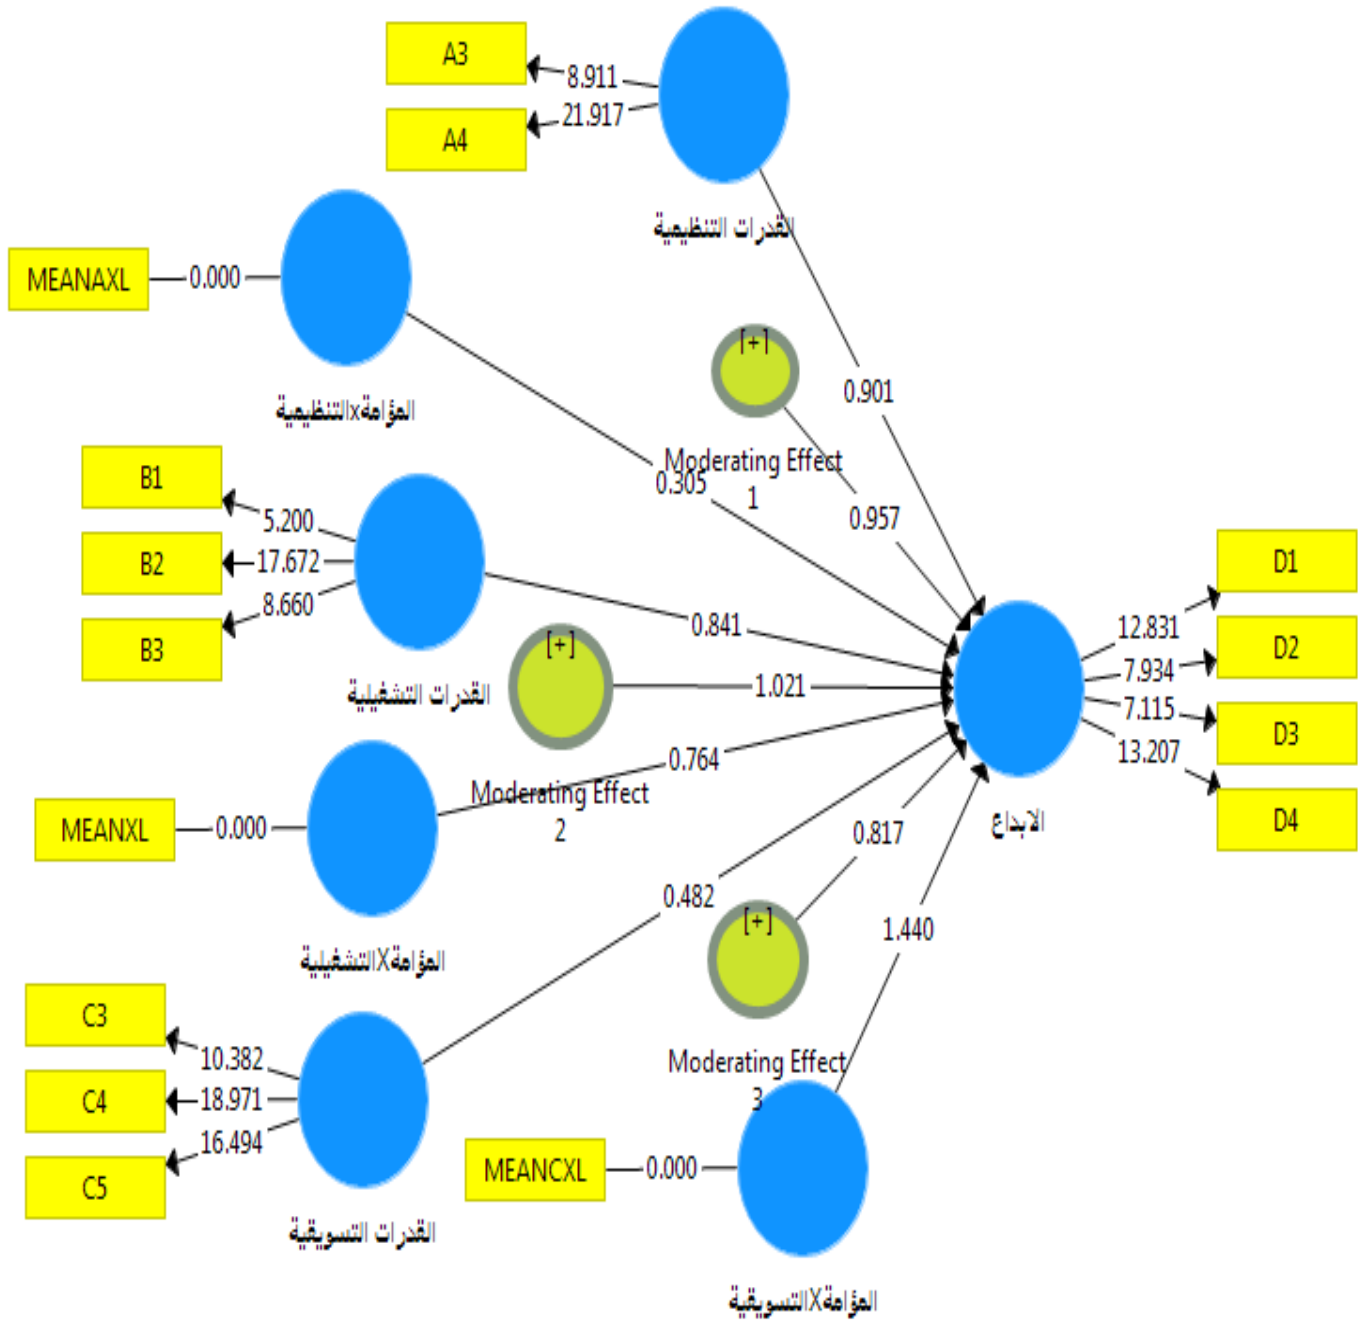 A3
8.911
A4
21.917
القدرات التنظيمية
MEANAXL
0.000
المؤامةxالتنظيمية
[+]
0.901
Moderating Effect
1
0.305
0.957
B1
5.200
B2
17.672
B3
8.660
القدرات التشغيلية
0.841
[+]
1.021
Moderating Effect
2
0.764
MEANXL
0.000
المؤامةXالتشغيلية
D1
12.831
D2
7.934
D3
7.115
D4
13.207
الابداع
0.817
0.482
[+]
1.440
Moderating Effect
3
C3
10.382
C4
18.971
C5
16.494
القدرات التسويقية
MEANCXL
0.000
المؤامةXالتسويقية